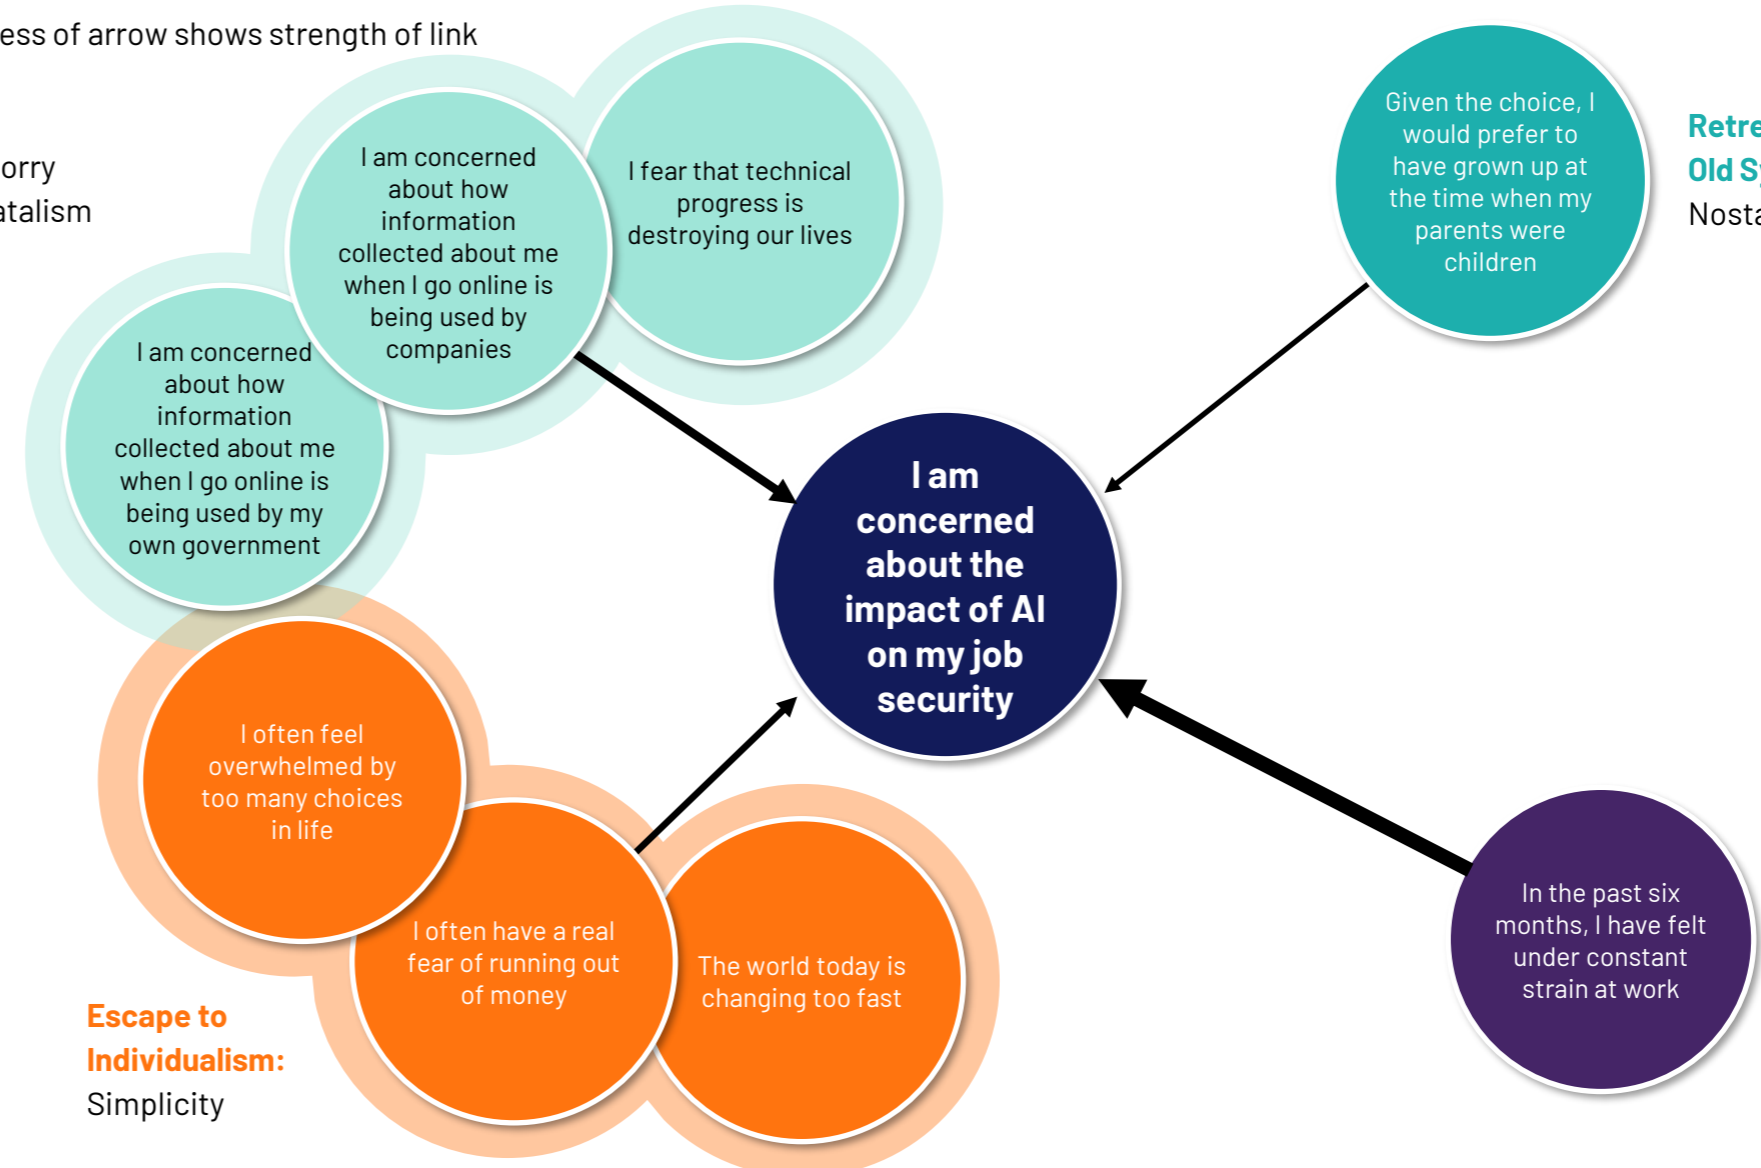 ess of arrow shows strength of link
orry
atalism
I am concerned
about how
information
collected about me
when I go online is
being used by
companies
I fear that technical
progress is
destroying our lives
Given the choice, I
would prefer to
have grown up at
the time when my
parents were
children
Retre
Old Sy
Nosta
I am concerned
about how
information
collected about me
when I go online is
being used by my
own government
I am
concerned
about the
impact of AI
on my job
security
I often feel
overwhelmed by
too many choices
in life
I often have a real
fear of running out
of money
The world today is
changing too fast
In the past six
months, I have felt
under constant
strain at work
Escape to
Individualism:
Simplicity